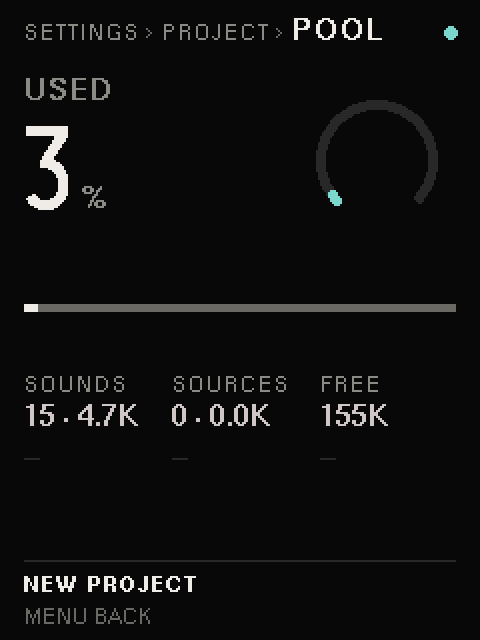 SETTINGS › PROJECT › POOL
USED
3 %
SOUNDS SOURCES FREE
15 · 4.7K 0 · 0.0K 155K
— — —
NEW PROJECT
MENU BACK